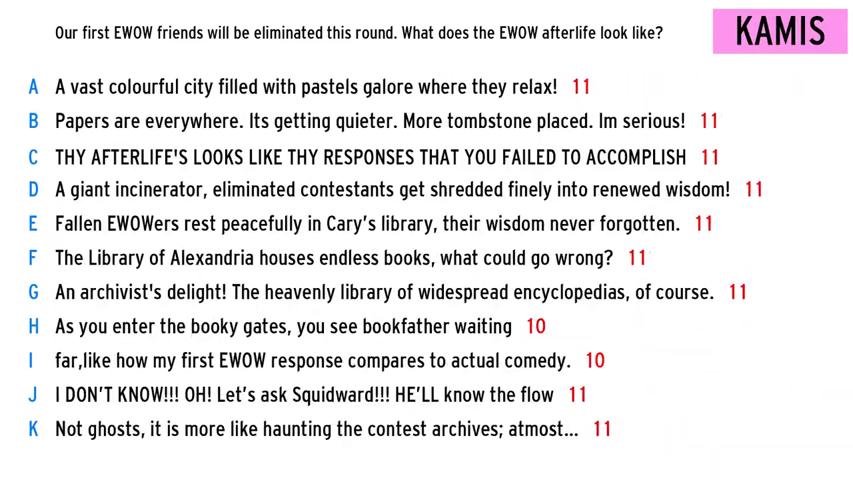 Our first EWOW friends will be eliminated this round. What does the EWOW afterlife look like?
KAMIS
A A vast colourful city filled with pastels galore where they relax! 11
B Papers are everywhere. Its getting quieter. More tombstone placed. Im serious! 11
C THY AFTERLIFE'S LOOKS LIKE THY RESPONSES THAT YOU FAILED TO ACCOMPLISH 11
D A giant incinerator, eliminated contestants get shredded finely into renewed wisdom! 11
E Fallen EWOWers rest peacefully in Cary’s library, their wisdom never forgotten. 11
F The Library of Alexandria houses endless books, what could go wrong? 11
G An archivist's delight! The heavenly library of widespread encyclopedias, of course. 11
H As you enter the booky gates, you see bookfather waiting 10
I far,like how my first EWOW response compares to actual comedy. 10
J I DON’T KNOW!!! OH! Let’s ask Squidward!!! HE’LL know the flow 11
K Not ghosts, it is more like haunting the contest archives; atmost... 11